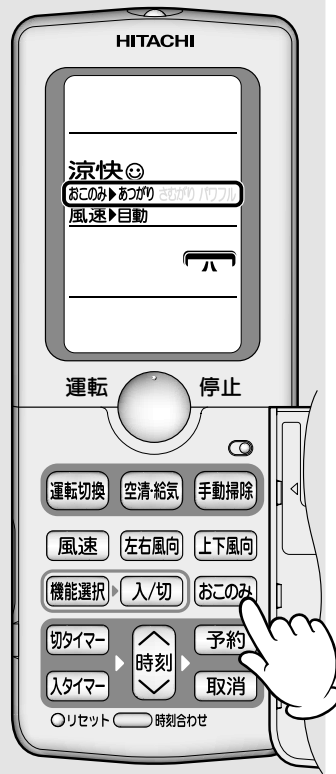 HITACHI
涼快
おこのみ▶あつがり さむがり パワフル
風速▶自動
運転 停止
運転切換 空清・給気 手動掃除
風速 左右風向 上下風向
機能選択 入/切 おこのみ
切タイマー 時刻 予約
入タイマー 取消
リセット 時刻合わせ